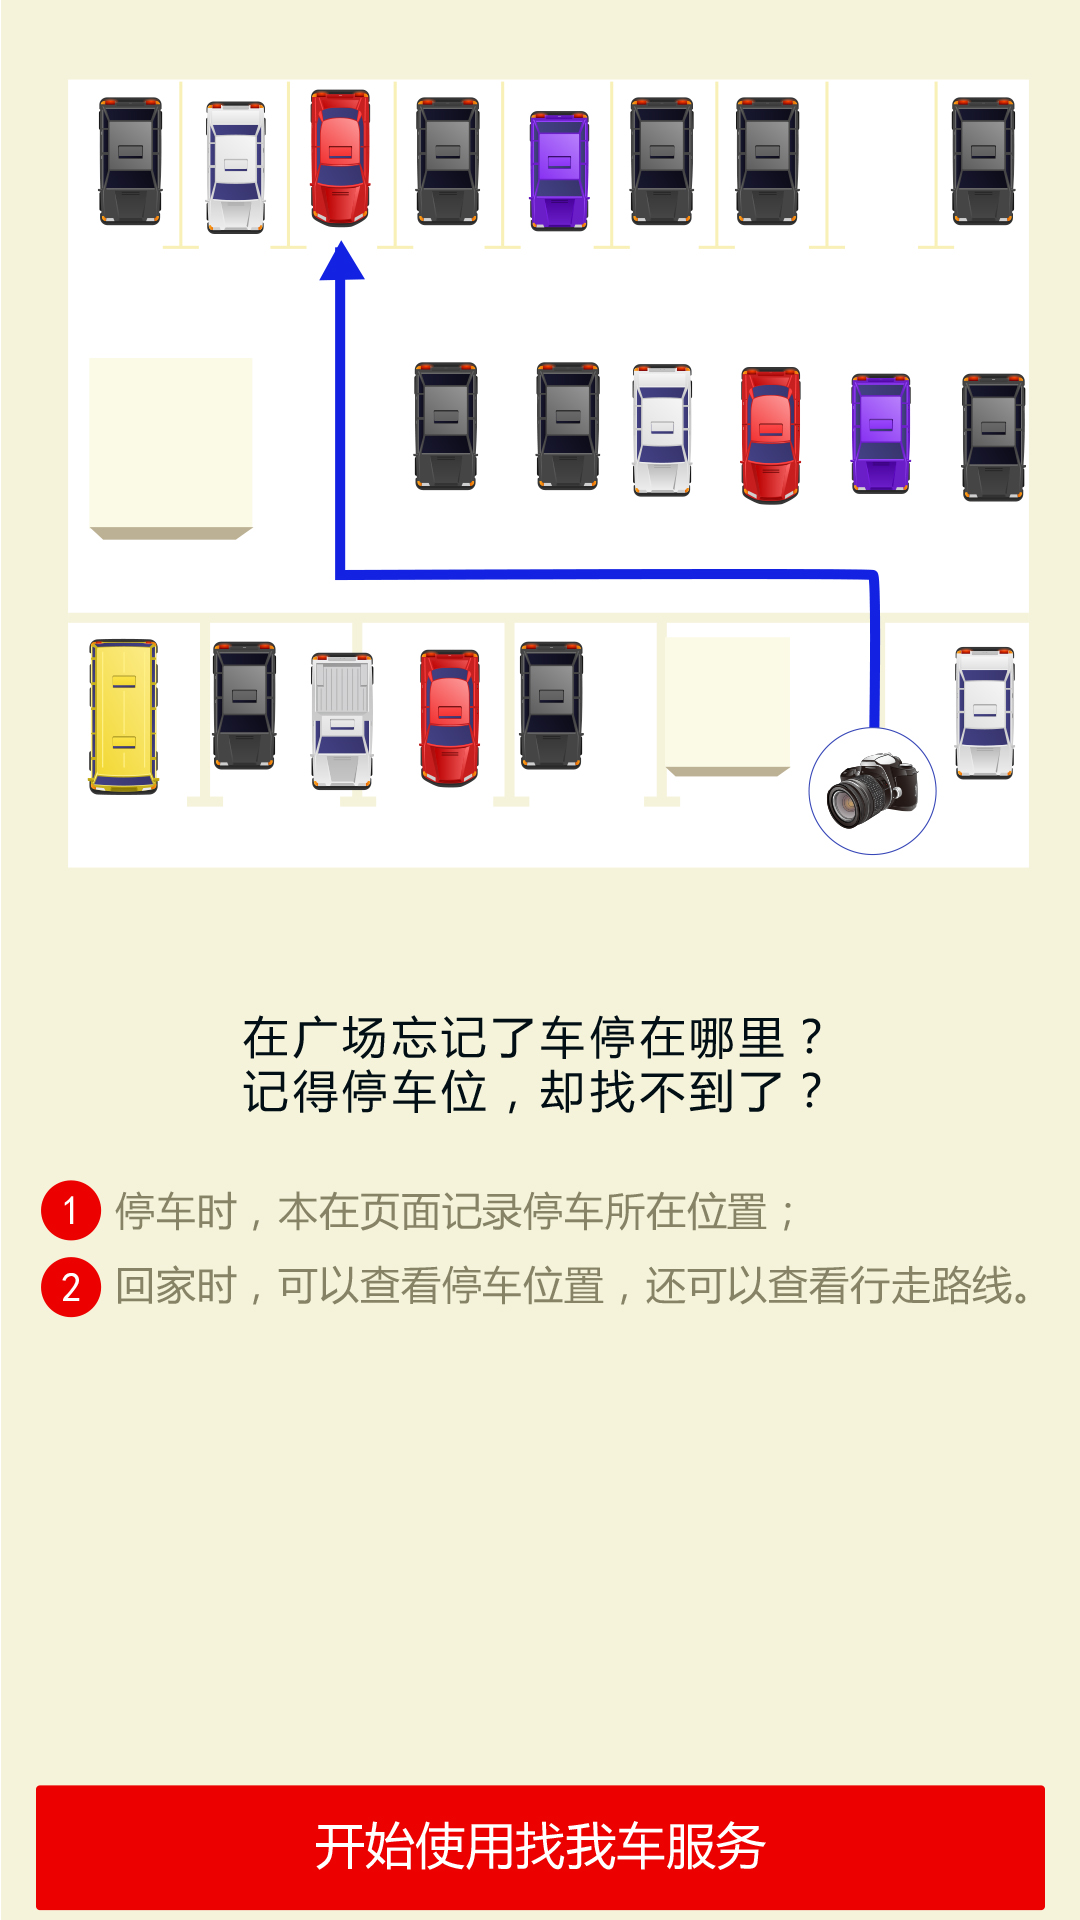 在广场忘记了车停在哪里？
记得停车位，却找不到了？
1 停车时，本在页面记录停车所在位置；
2 回家时，可以查看停车位置，还可以查看行走路线。
开始使用找我车服务